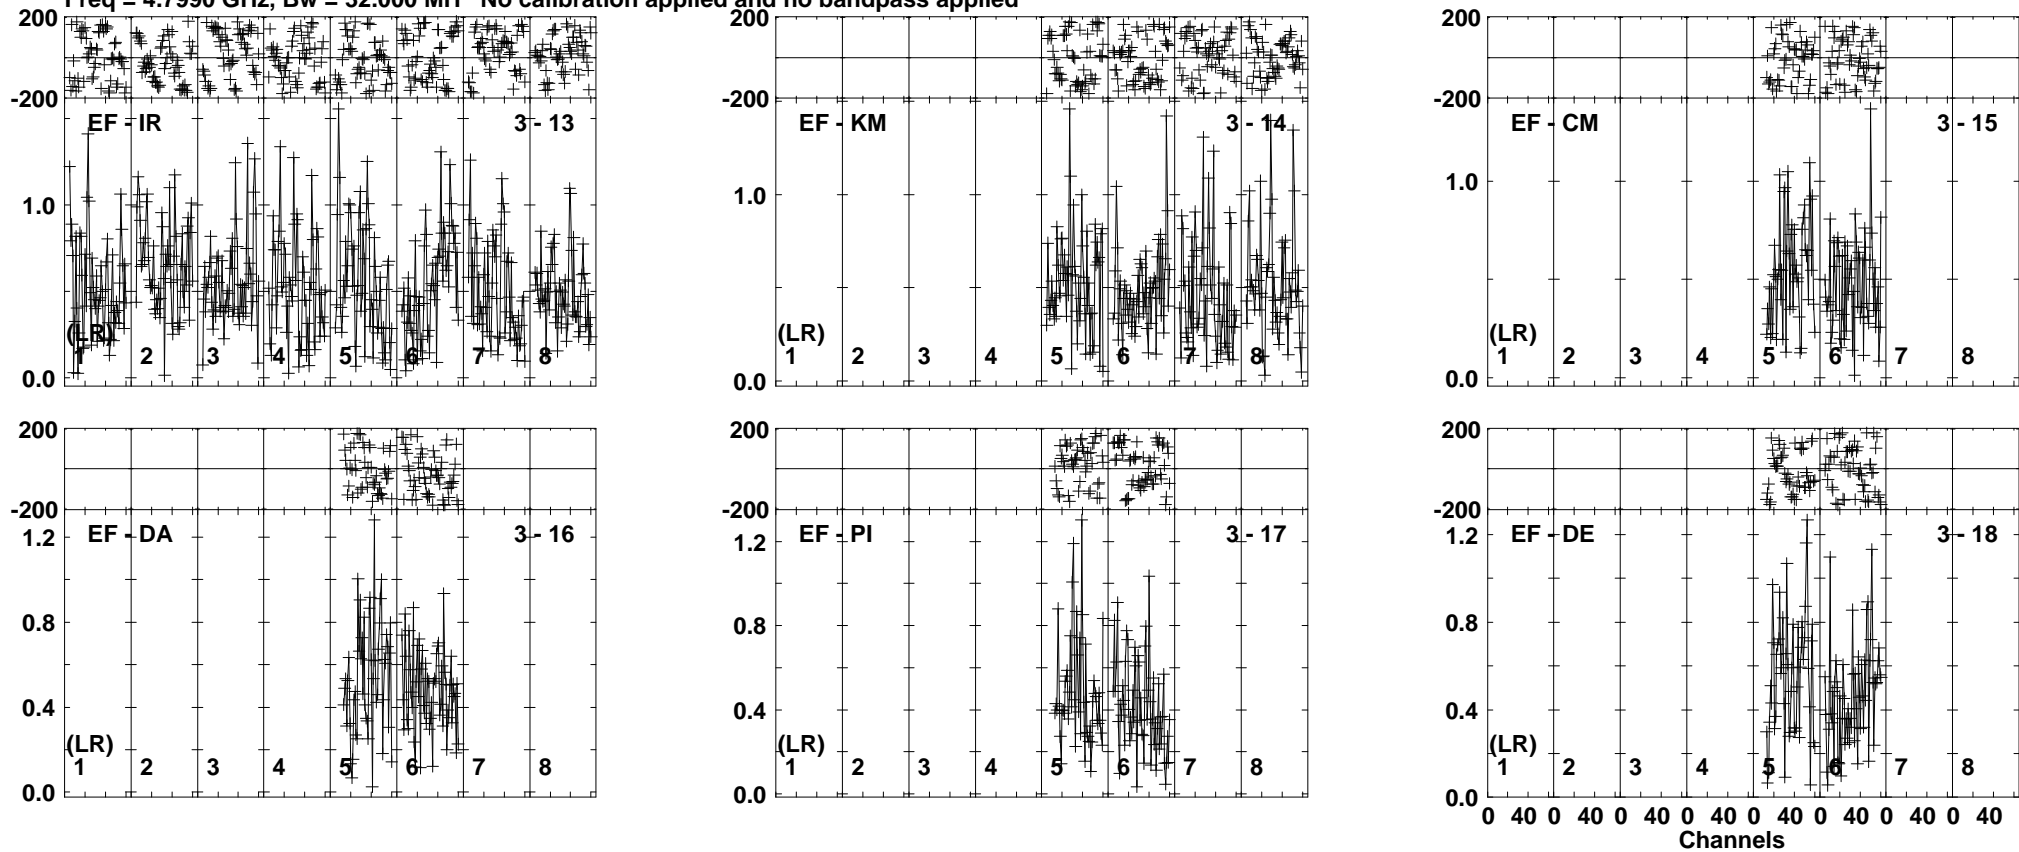 Freq = 4.7990 GHz, Bw = 32.000 MH No calibration applied and no bandpass applied
200 200 200
-200 -200 -200
EF - IR 3 - 13 EF - KM 3 - 14 EF - CM 3 - 15
1.0 1.0 1.0
(LR) (LR) (LR)
1 2 3 4 5 6 7 8 1 2 3 4 5 6 7 8 1 2 3 4 5 6 7 8
0.0 0.0 0.0
200 200 200
-200 -200 -200
EF - DA 3 - 16 EF - PI 3 - 17 EF - DE 3 - 18
1.2 1.2 1.2
0.8 0.8 0.8
0.4 0.4 0.4
(LR) (LR) (LR)
1 2 3 4 5 6 7 8 1 2 3 4 5 6 7 8 1 2 3 4 5 6 7 8
0.0 0.0 0.0
0 40 0 40 0 40 0 40 0 40 0 40 0 40 0 40
Channels